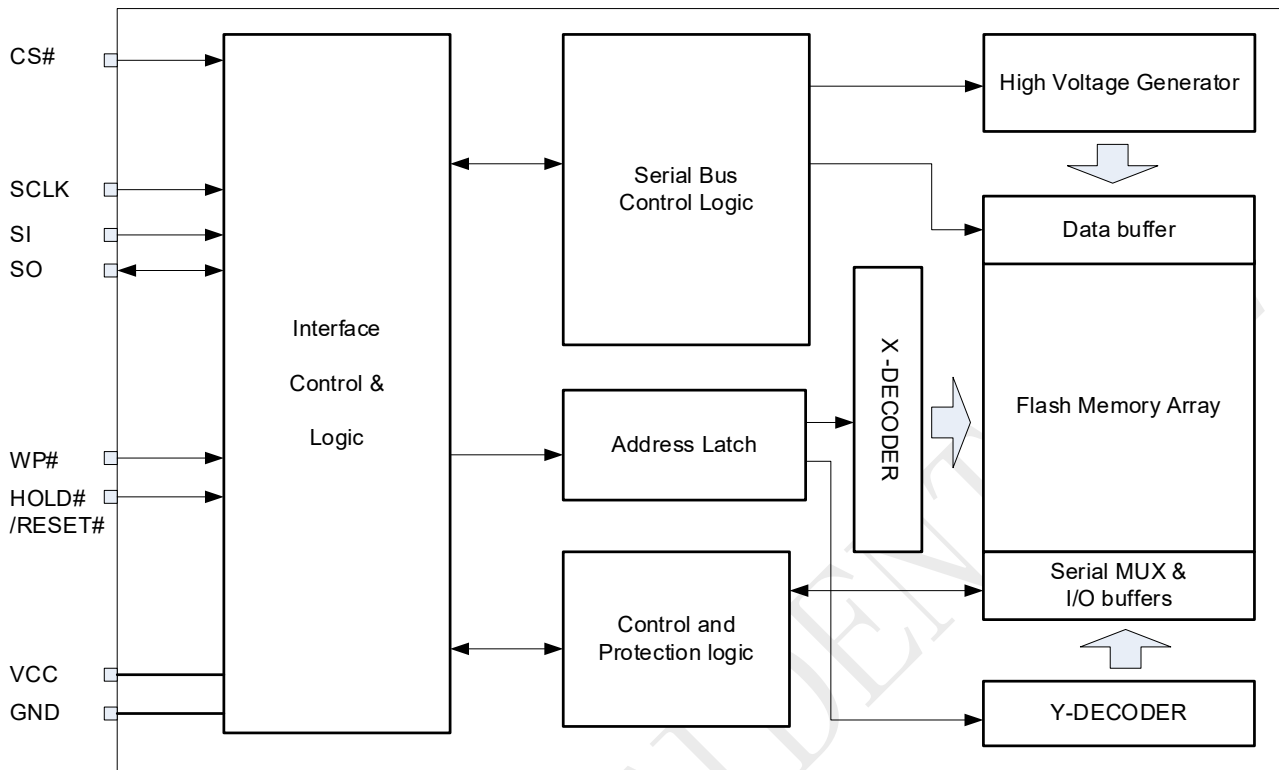 CS#
SCLK
SI
SO
WP#
HOLD#
/RESET#
VCC
GND
Interface
Control &
Logic
Serial Bus
Control Logic
Address Latch
Control and
Protection logic
X -DECODER
High Voltage Generator
Data buffer
Flash Memory Array
Serial MUX &
I/O buffers
Y-DECODER